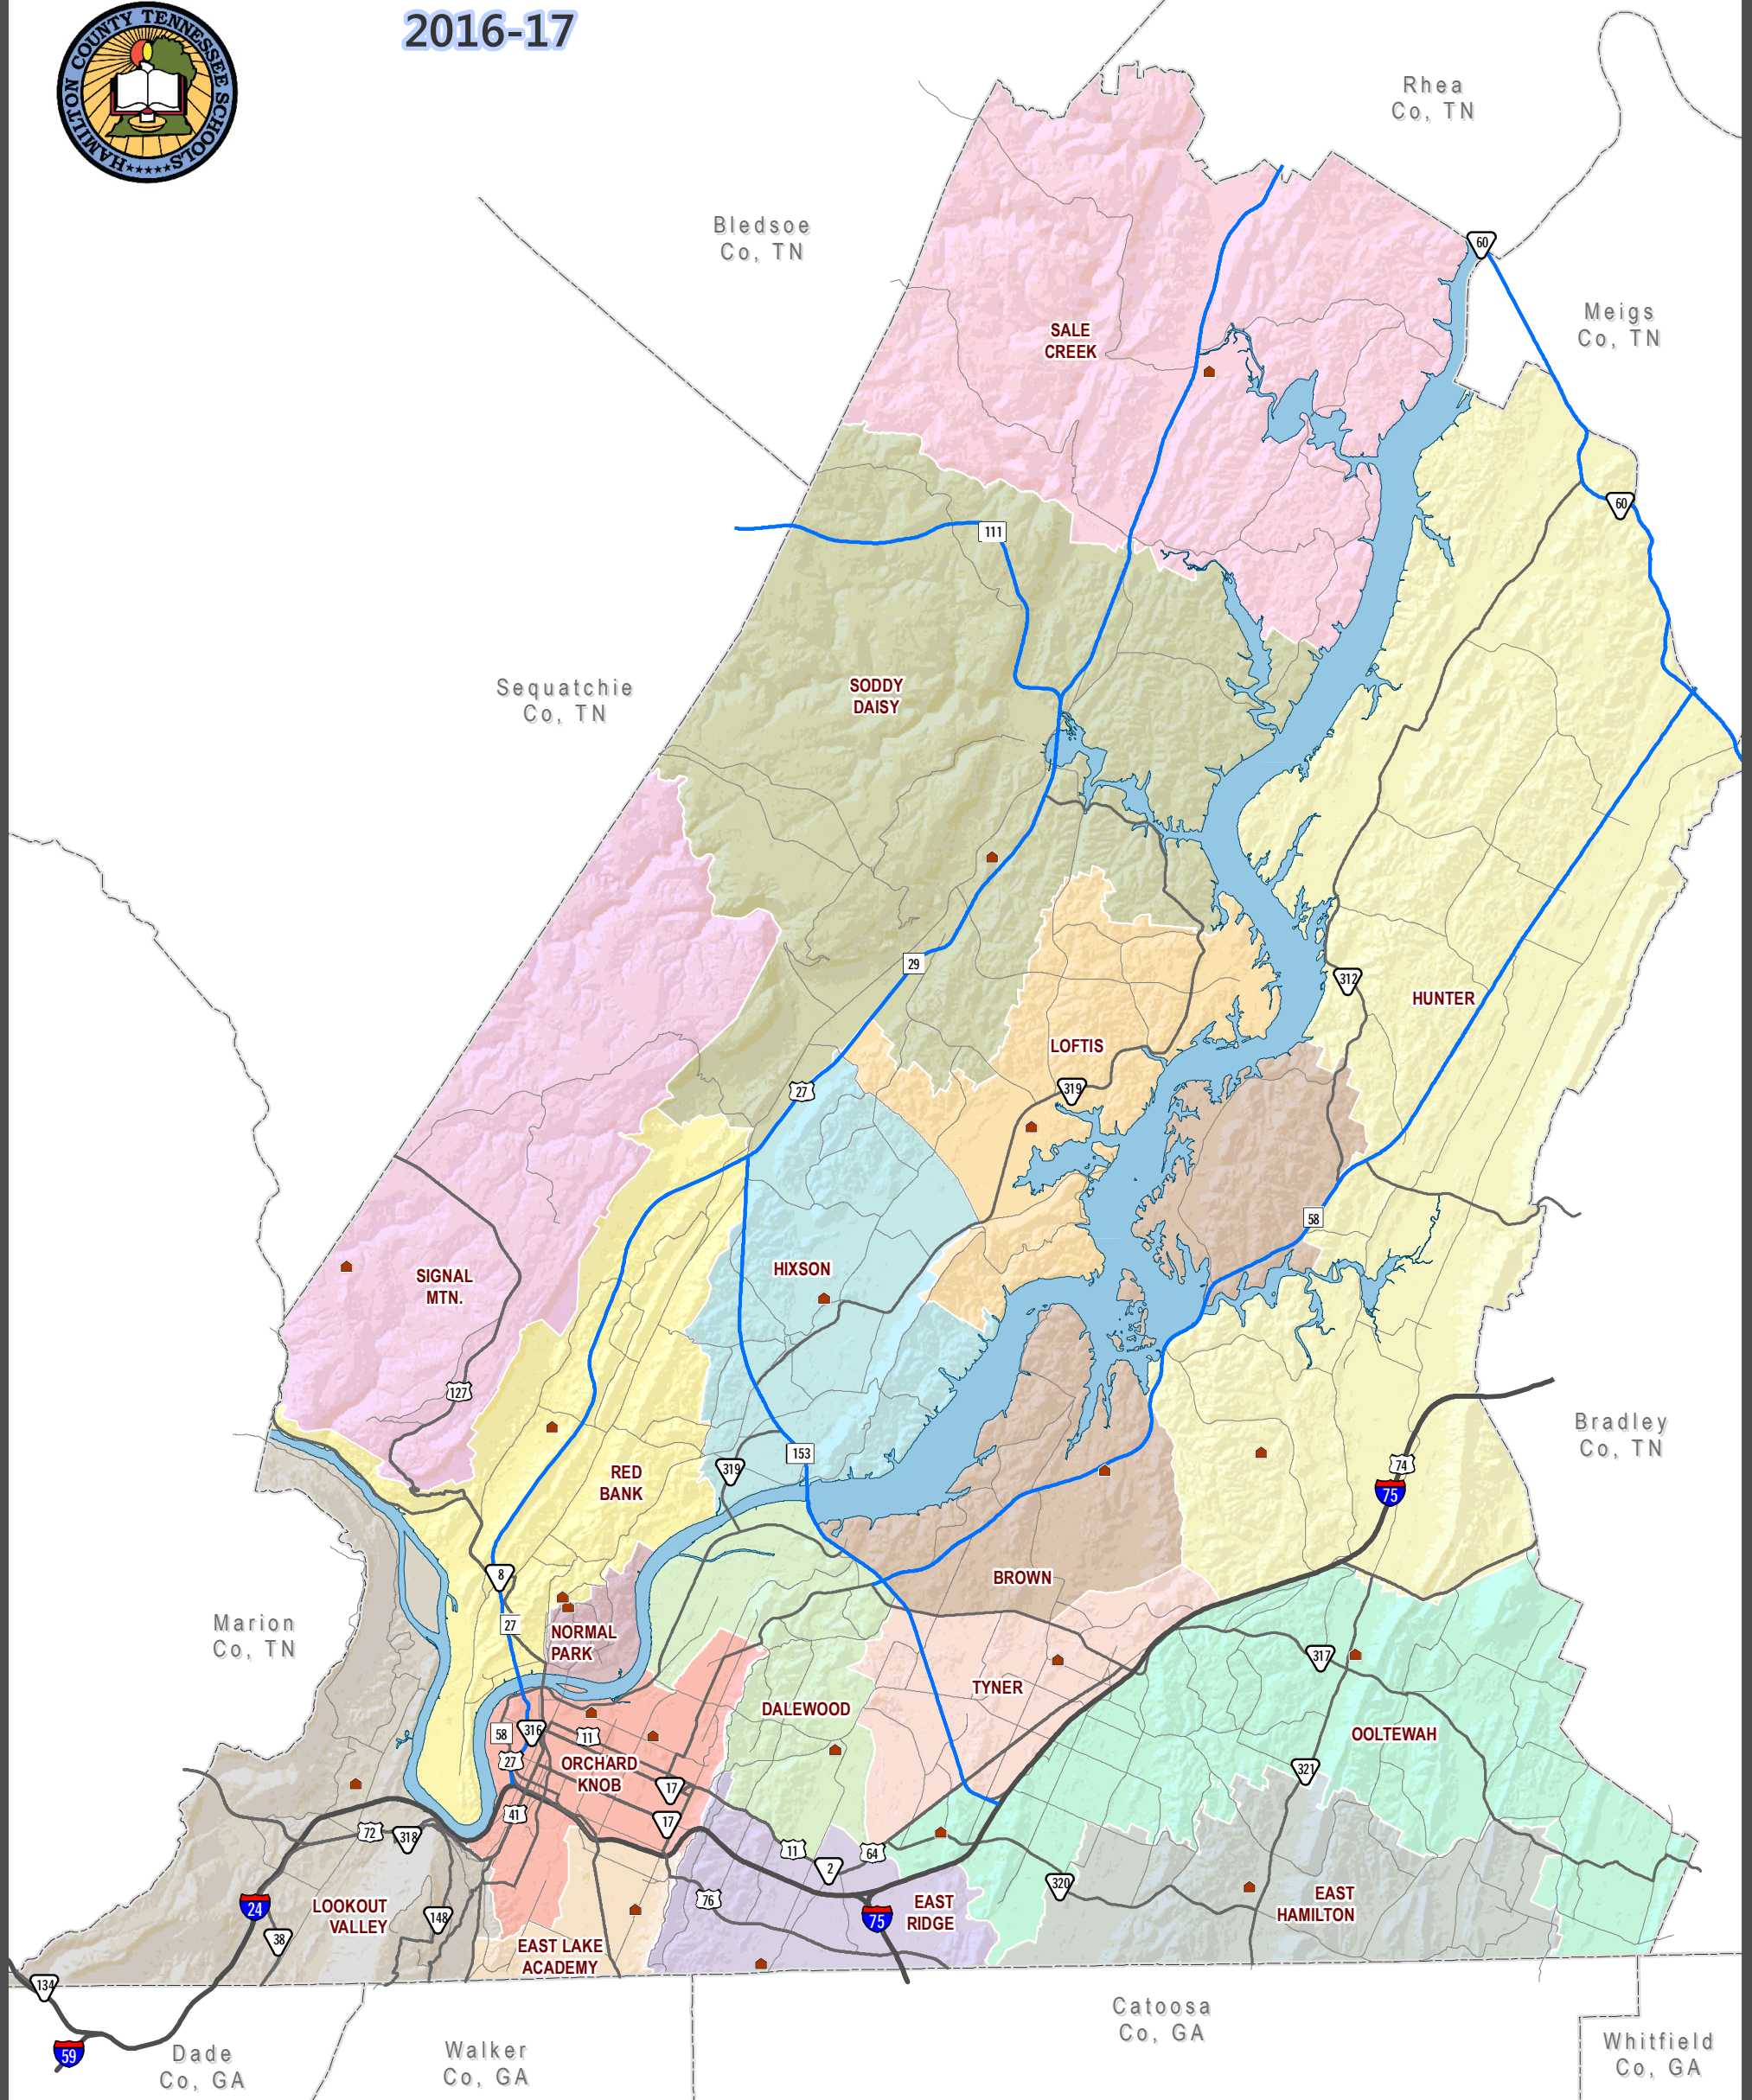 2016-17
HAMILTON COUNTY TENNESSEE SCHOOLS
Rhea
Co, TN
Bledsoe
Co, TN
60
Meigs
Co, TN
SALE
CREEK
60
111
Sequatchie
Co, TN
SODDY
DAISY
29
312
HUNTER
LOFTIS
319
27
58
HIXSON
SIGNAL
MTN.
127
Bradley
Co, TN
153
319
74
75
RED
BANK
8
BROWN
Marion
Co, TN
27
NORMAL
PARK
317
TYNER
DALEWOOD
OOLTEWAH
58
316
11
27
ORCHARD
KNOB
17
321
41
17
72
318
11
2
64
320
76
EAST
HAMILTON
24
LOOKOUT
VALLEY
148
38
75
EAST
RIDGE
EAST LAKE
ACADEMY
134
59
Catoosa
Co, GA
Dade
Co, GA
Walker
Co, GA
Whitfield
Co, GA